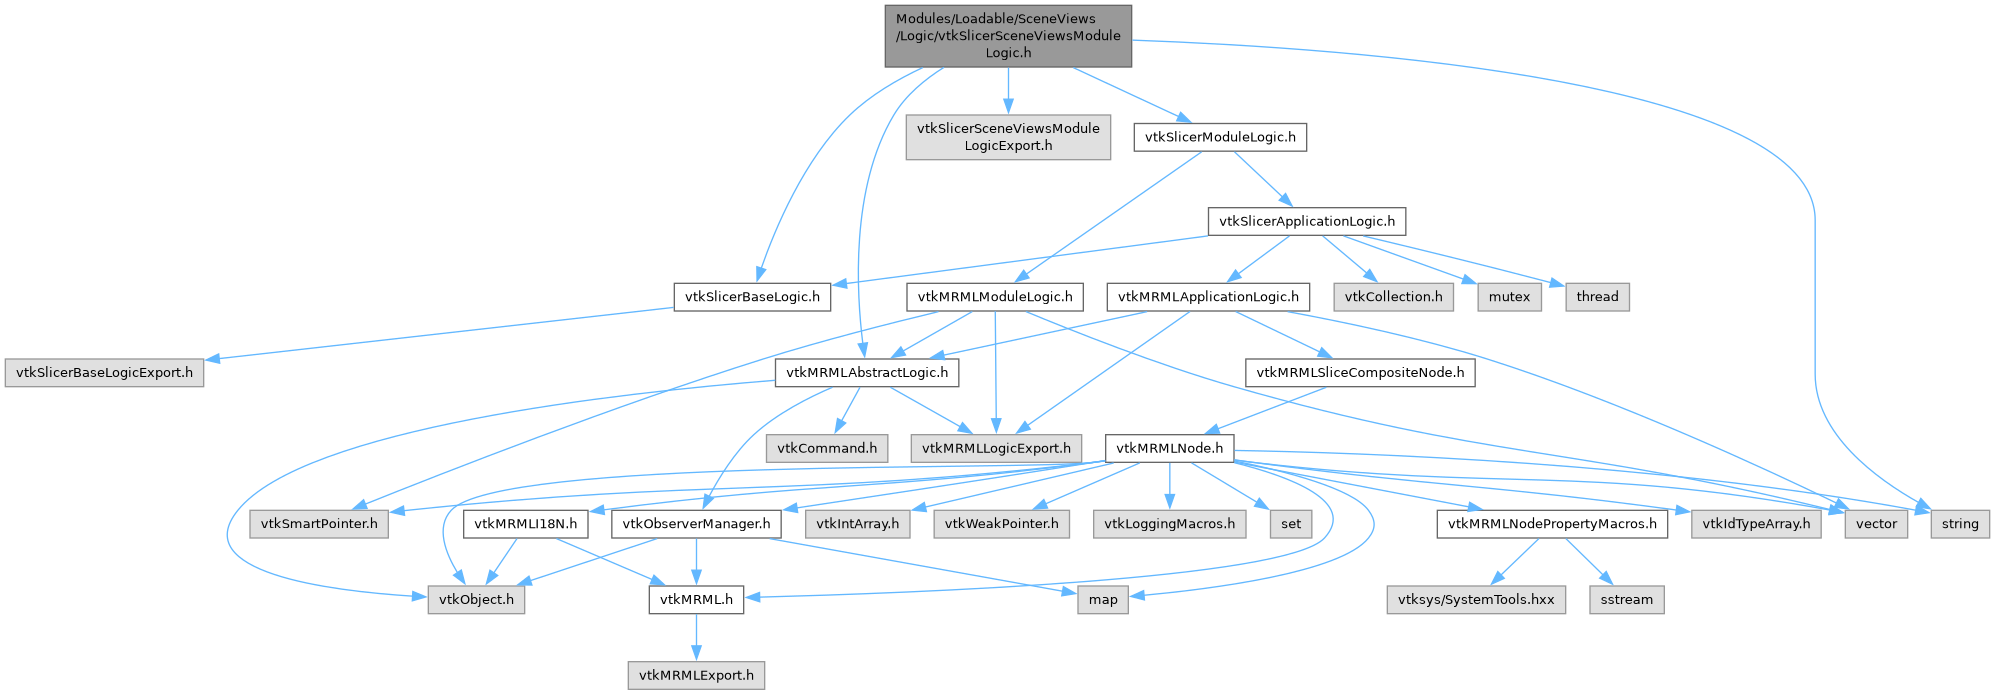 Modules/Loadable/SceneViews
/Logic/vtkSlicerSceneViewsModule
Logic.h
vtkSlicerSceneViewsModule
LogicExport.h
vtkSlicerModuleLogic.h
vtkSlicerApplicationLogic.h
vtkSlicerBaseLogic.h
vtkMRMLModuleLogic.h
vtkMRMLApplicationLogic.h
vtkCollection.h
mutex
thread
vtkSlicerBaseLogicExport.h
vtkMRMLAbstractLogic.h
vtkMRMLSliceCompositeNode.h
vtkCommand.h
vtkMRMLLogicExport.h
vtkMRMLNode.h
vtkSmartPointer.h
vtkMRMLI18N.h
vtkObserverManager.h
vtkIntArray.h
vtkWeakPointer.h
vtkLoggingMacros.h
set
vtkMRMLNodePropertyMacros.h
vtkIdTypeArray.h
vector
string
vtkObject.h
vtkMRML.h
map
vtksys/SystemTools.hxx
sstream
vtkMRMLExport.h